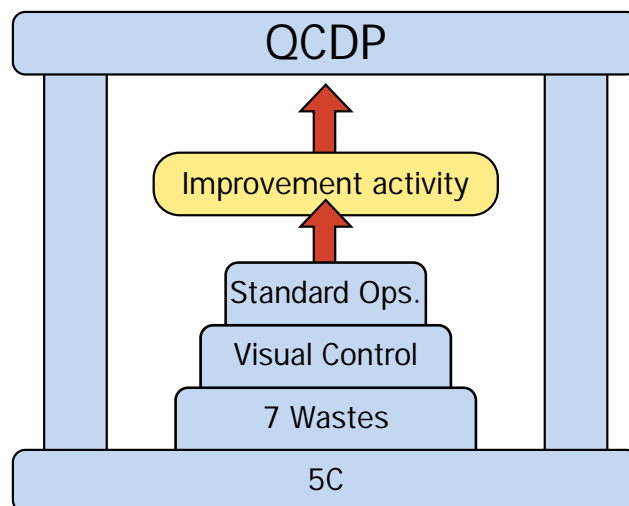 QCDP
Improvement activity
Standard Ops.
Visual Control
7 Wastes
5C